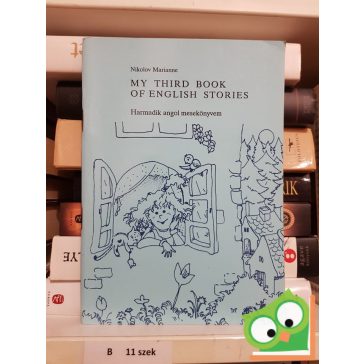 Nikolov Marianne
MY THIRD BOOK
OF ENGLISH STORIES
Harmadik angol mesekönyvem
B 11 szek